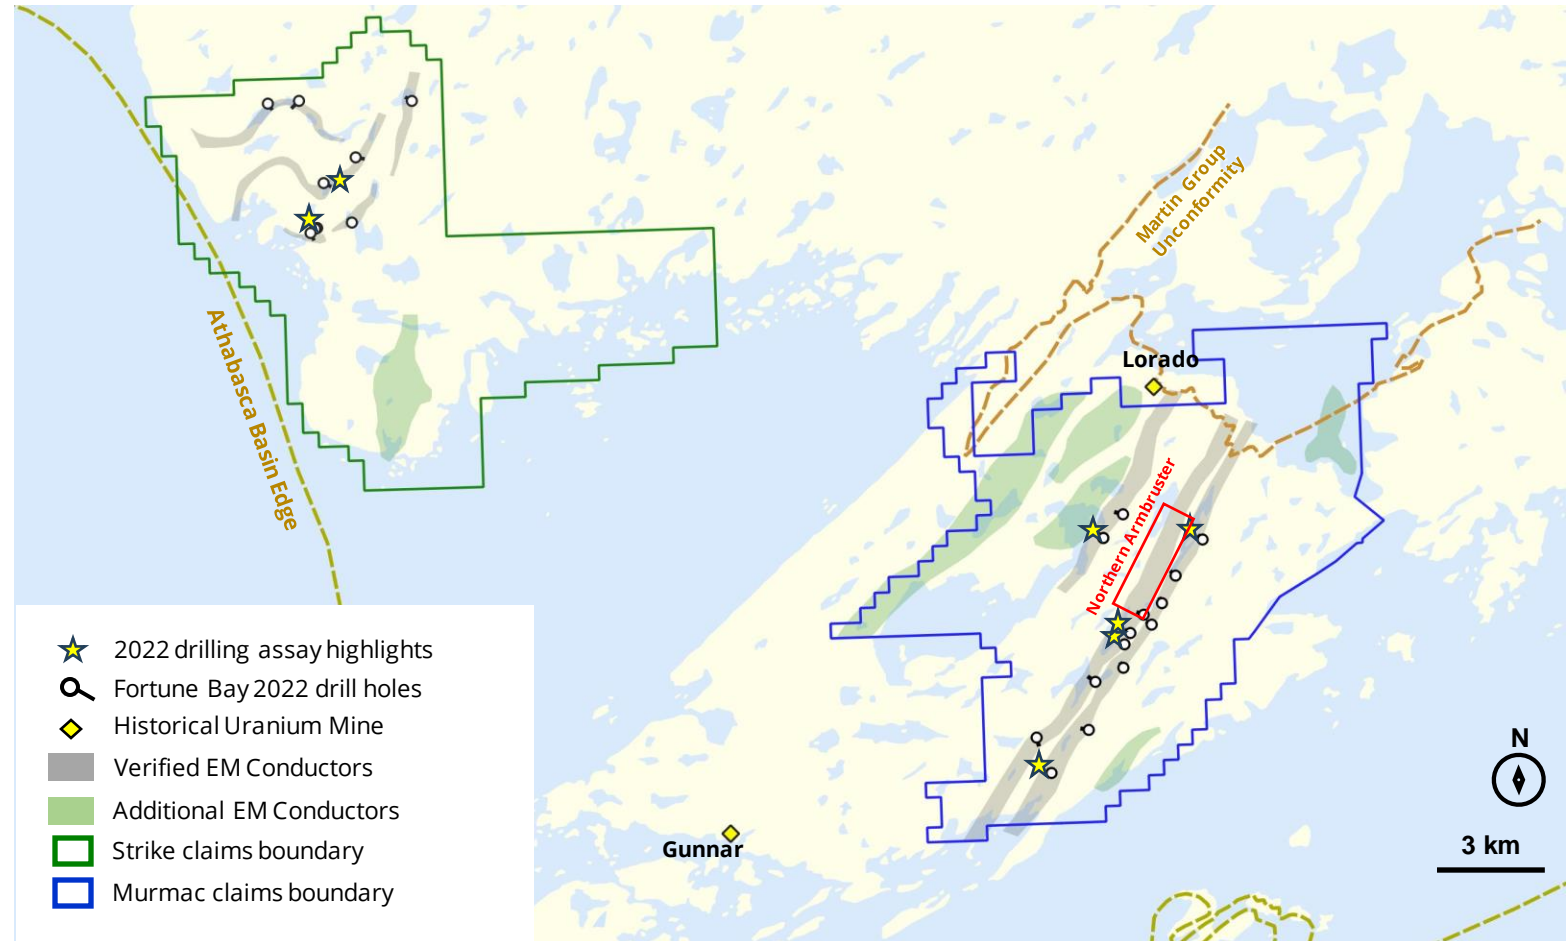 Martin Group
Unconformity
Lorado
Athabasca Basin Edge
Northern Armbruster
2022 drilling assay highlights
Fortune Bay 2022 drill holes
Historical Uranium Mine
Verified EM Conductors
Additional EM Conductors
Strike claims boundary
Murmac claims boundary
Gunnar
N
3 km